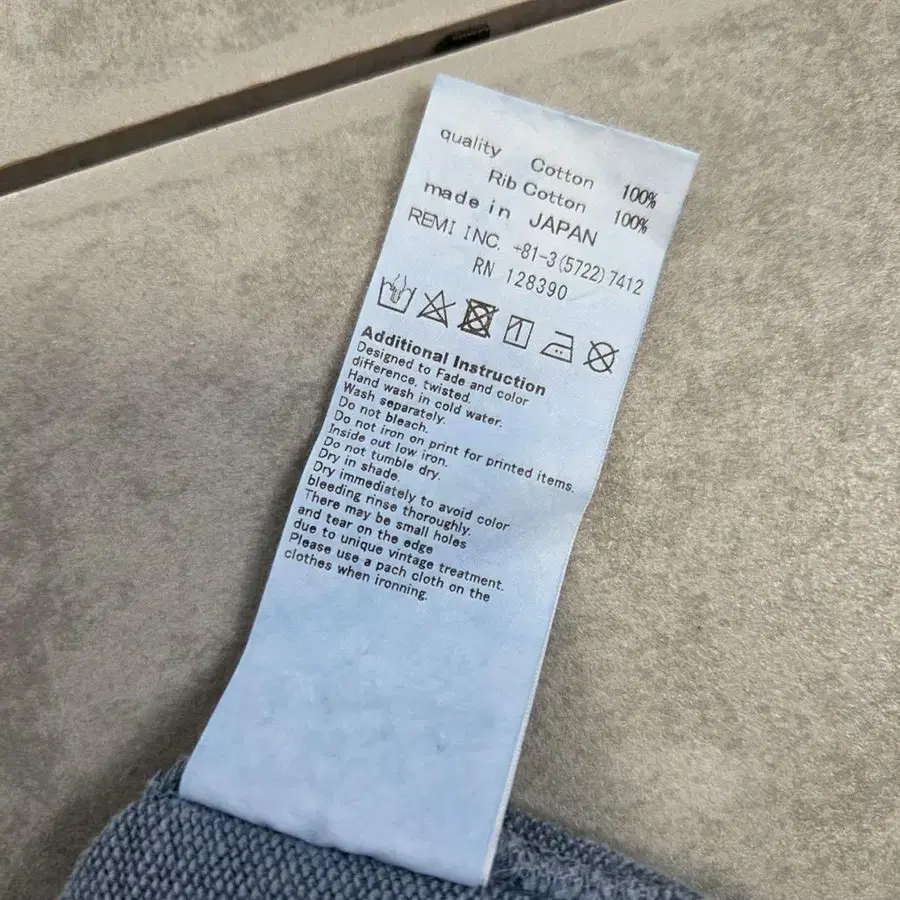 quality Cotton 100%
Rib Cotton 100%
made in JAPAN
REMI INC. +81-3(5722)7412
RN 128390
Additional Instruction
Designed to Fade and color
difference, twisted.
Hand wash in cold water.
Wash separately.
Do not bleach.
Do not iron on print for printed items.
Inside out low iron.
Do not tumble dry.
Dry in shade.
Dry immediately to avoid color
bleeding rinse thoroughly.
There may be small holes
and tear on the edge
due to unique vintage treatment.
Please use a pach cloth on the
clothes when ironning.